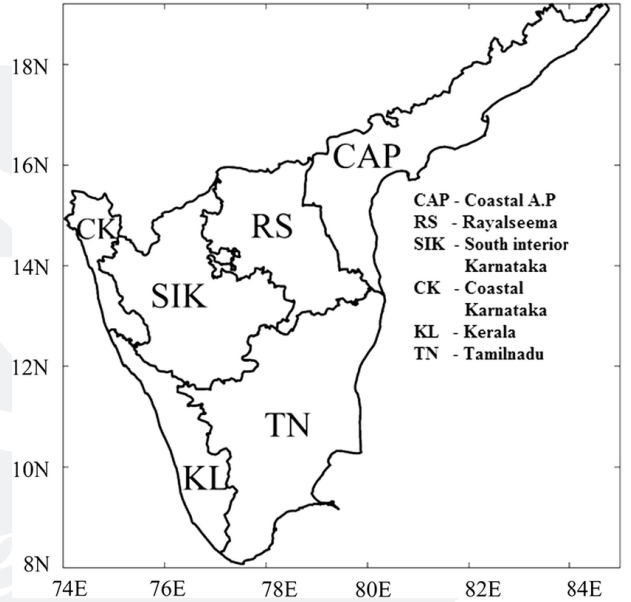 18N
16N
14N
12N
10N
8N
74E 76E 78E 80E 82E 84E
CAP
CK
RS
SIK
TN
KL
CAP - Coastal A.P
RS - Rayalseema
SIK - South interior
Karnataka
CK - Coastal
Karnataka
KL - Kerala
TN - Tamilnadu